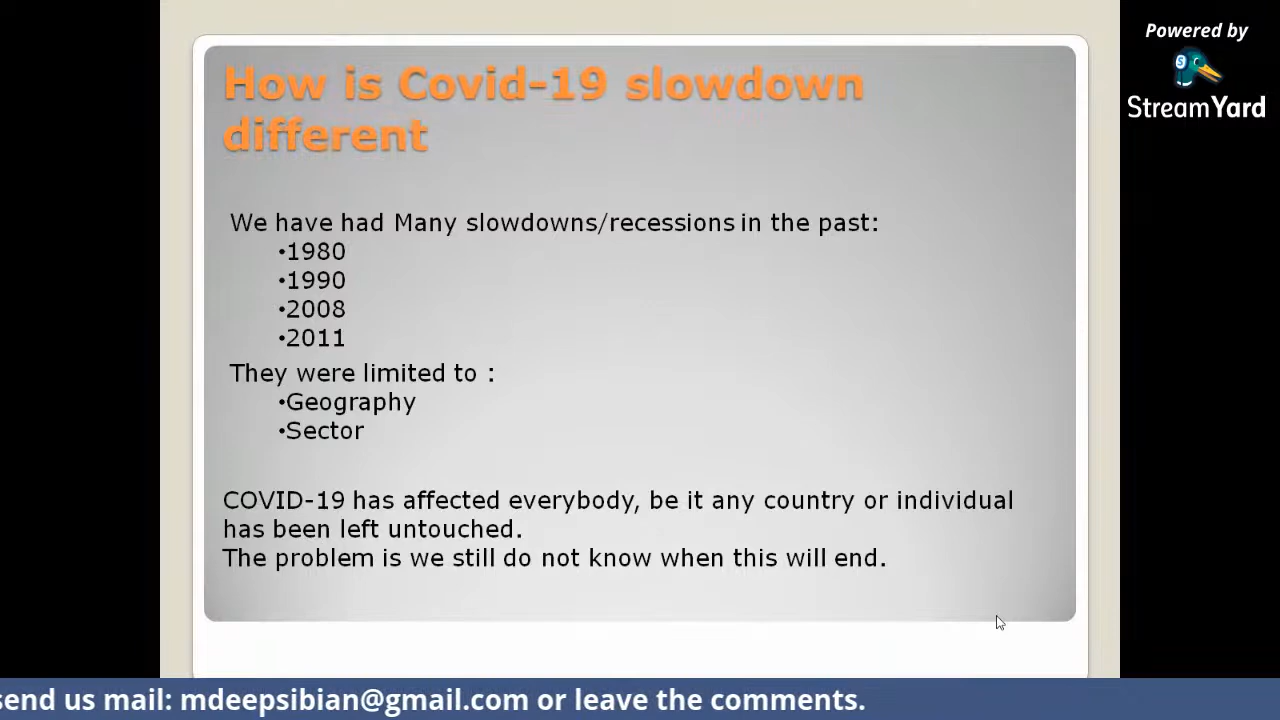 Powered by
StreamYard
How is Covid-19 slowdown
different
We have had Many slowdowns/recessions in the past:
•1980
•1990
•2008
•2011
They were limited to :
•Geography
•Sector
COVID-19 has affected everybody, be it any country or individual
has been left untouched.
The problem is we still do not know when this will end.
send us mail: mdeepsibian@gmail.com or leave the comments.